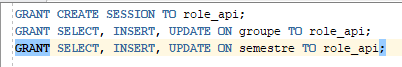 GRANT CREATE SESSION TO role_api;
GRANT SELECT, INSERT, UPDATE ON groupe TO role_api;
GRANT SELECT, INSERT, UPDATE ON semestre TO role_api;